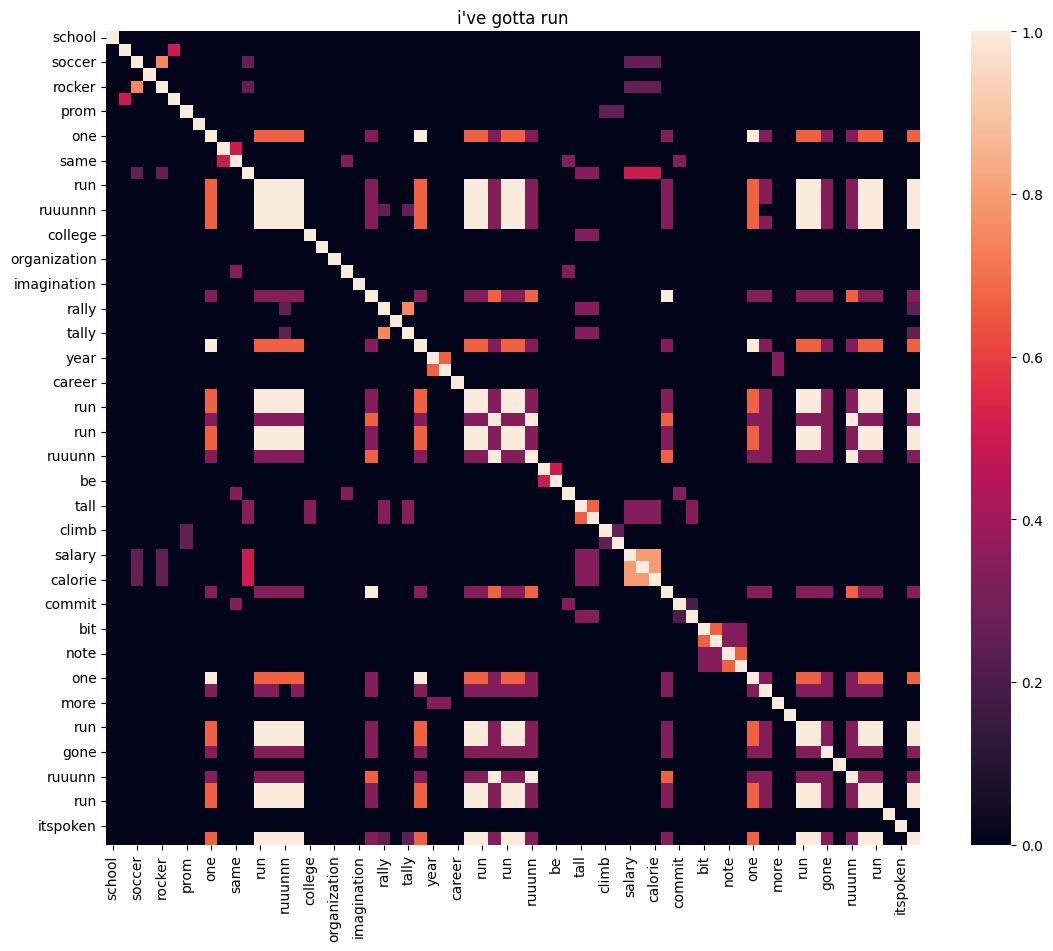 i've gotta run
school
soccer
rocker
prom
one
same
run
ruuunnn
college
organization
imagination
rally
tally
year
career
run
run
ruuunn
be
tall
climb
salary
calorie
commit
bit
note
one
more
run
gone
ruuunn
run
itspoken
1.0
0.8
0.6
0.4
0.2
0.0
school
soccer
rocker
prom
one
same
run
ruuunnn
college
organization
imagination
rally
tally
year
career
run
run
ruuunn
be
tall
climb
salary
calorie
commit
bit
note
one
more
run
gone
ruuunn
run
itspoken